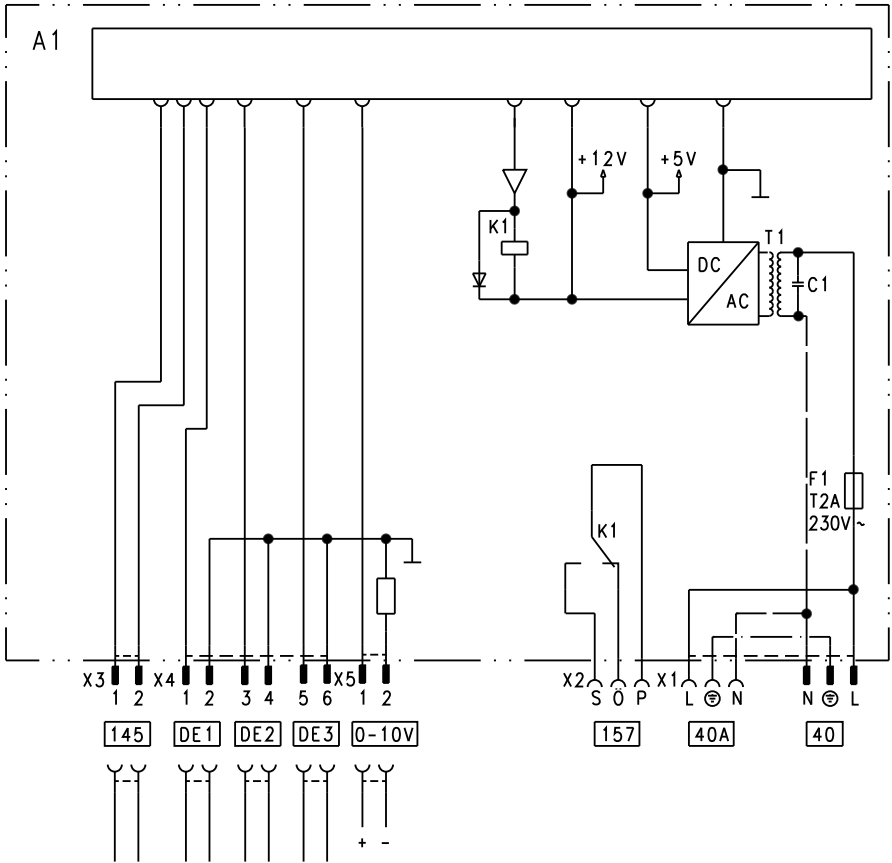 A1
+12V +5V
K1
T1
DC
AC
C1
F1
T2A
230V~
K1
X3 X4 X5 X2 X1
1 2 1 2 3 4 5 6 1 2 S Ö P L N N L
145 DE1 DE2 DE3 0-10V 157 40A 40
+ -